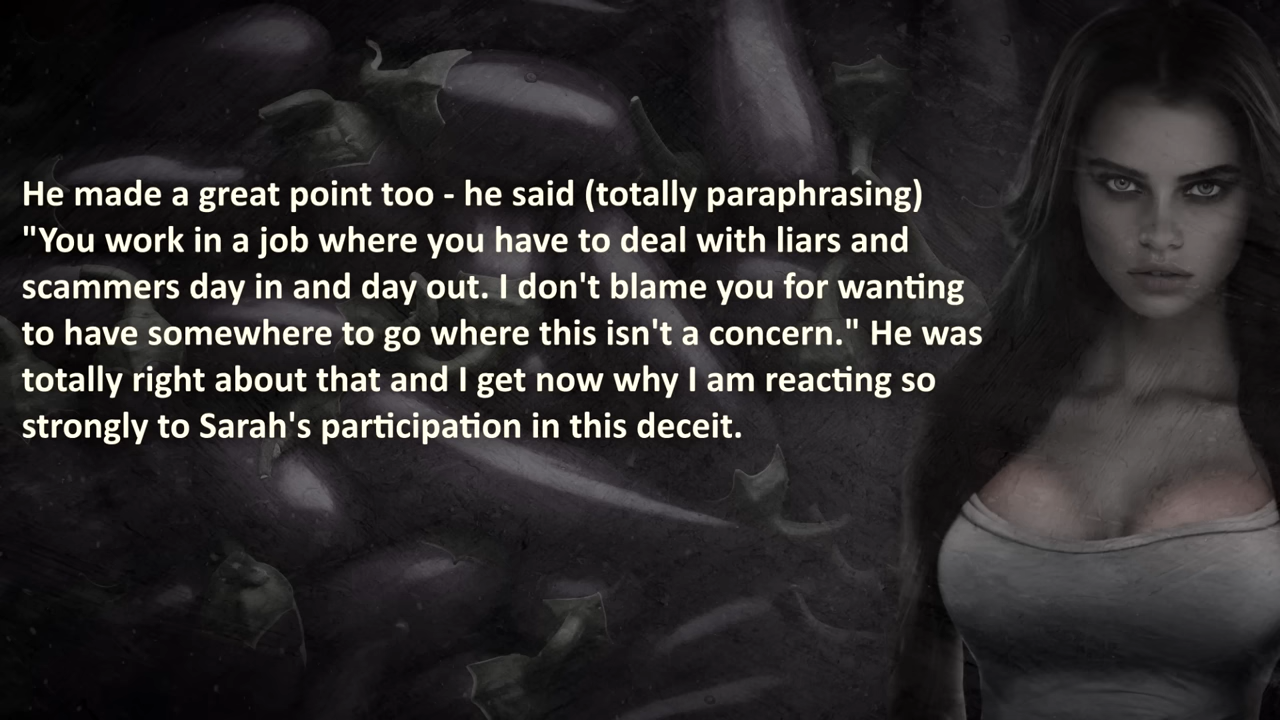 He made a great point too - he said (totally paraphrasing)
"You work in a job where you have to deal with liars and
scammers day in and day out. I don't blame you for wanting
to have somewhere to go where this isn't a concern." He was
totally right about that and I get now why I am reacting so
strongly to Sarah's participation in this deceit.